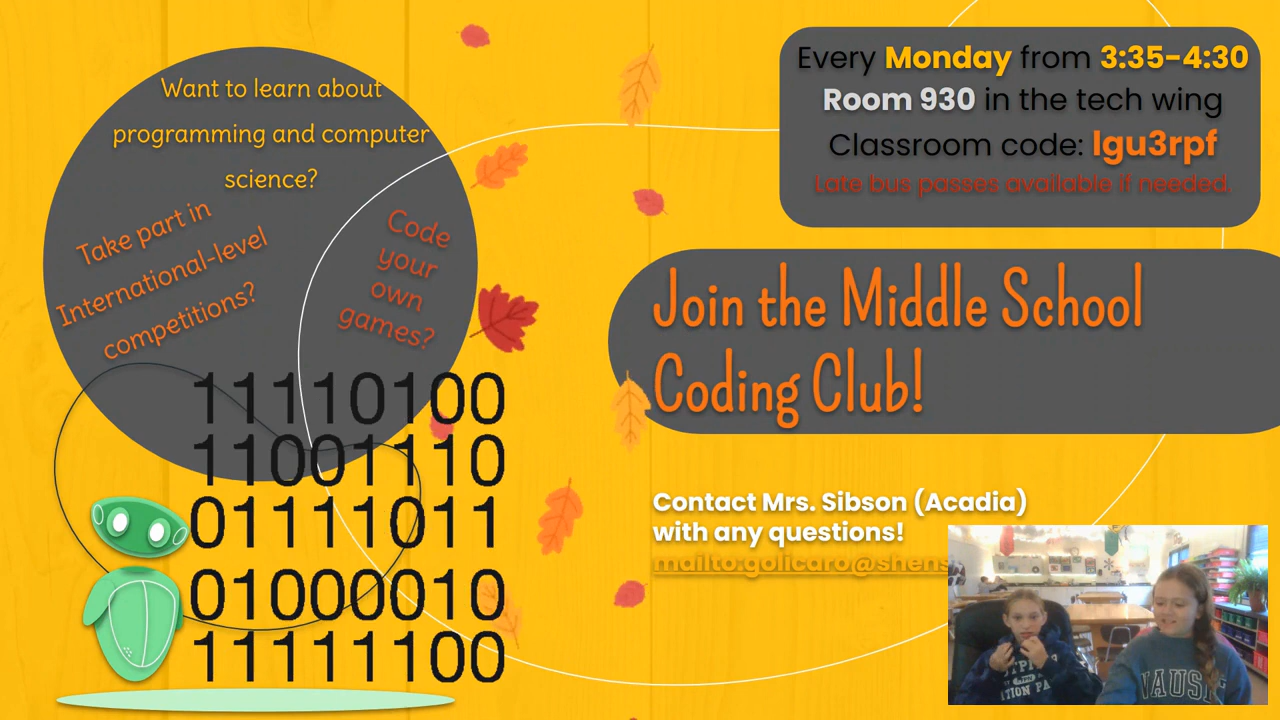 Want to learn about
programming and computer
science?
Take part in
International-level
competitions?
Code
your
own
games?
11110100
11001110
01111011
01000010
11111100
Every Monday from 3:35-4:30
Room 930 in the tech wing
Classroom code: lgu3rpf
Late bus passes available if needed.
Join the Middle School
Coding Club!
Contact Mrs. Sibson (Acadia)
with any questions!
mailto:golicaro@shens